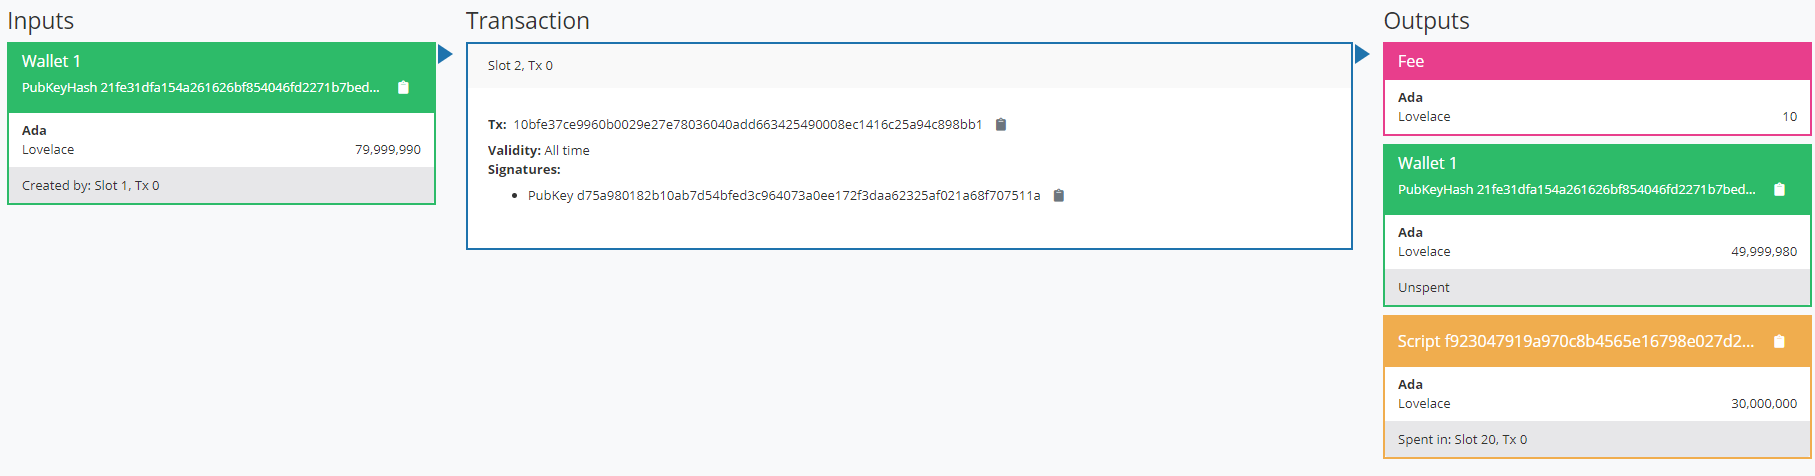 Inputs
Wallet 1
PubKeyHash 21fe31dfa154a261626bf854046fd2271b7bed...
Ada
Lovelace 79,999,990
Created by: Slot 1, Tx 0
Transaction
Slot 2, Tx 0
Tx: 10bfe37ce9960b0029e27e78036040add663425490008ec1416c25a94c898bb1
Validity: All time
Signatures:
• PubKey d75a980182b10ab7d54bfed3c964073a0ee172f3daa62325af021a68f707511a
Outputs
Fee
Ada
Lovelace 10
Wallet 1
PubKeyHash 21fe31dfa154a261626bf854046fd2271b7bed...
Ada
Lovelace 49,999,980
Unspent
Script f923047919a970c8b4565e16798e027d2...
Ada
Lovelace 30,000,000
Spent in: Slot 20, Tx 0